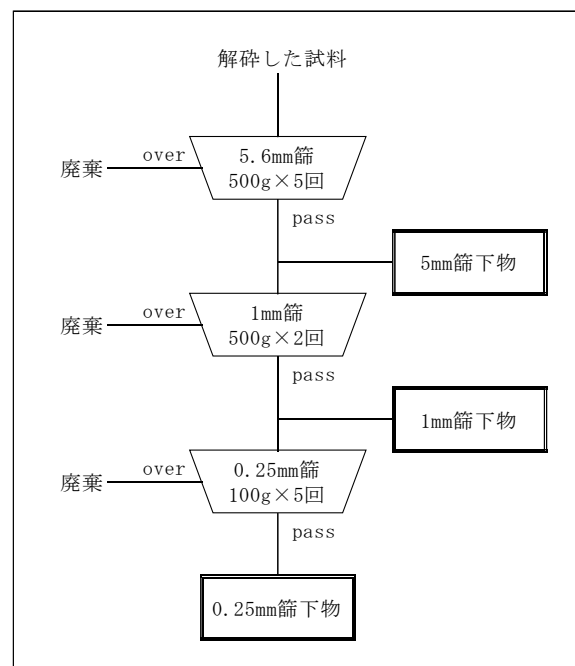 解砕した試料
廃棄
over
5.6mm篩
500g×5回
pass
5mm篩下物
廃棄
over
1mm篩
500g×2回
pass
1mm篩下物
廃棄
over
0.25mm篩
100g×5回
pass
0.25mm篩下物